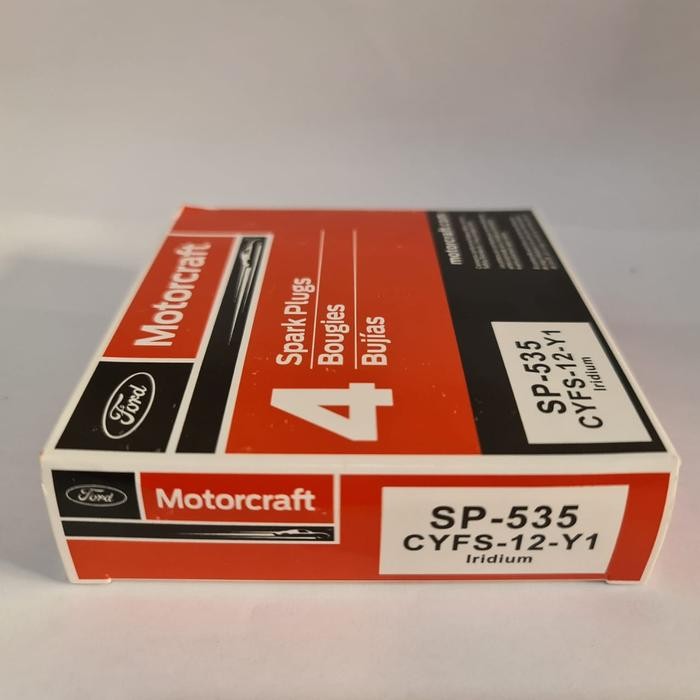 Motorcraft
Ford
4
Spark Plugs
Bougies
Bujías
motorcraft.com
SP-535
CYFS-12-Y1
Iridium
Ford
Motorcraft
SP-535
CYFS-12-Y1
Iridium